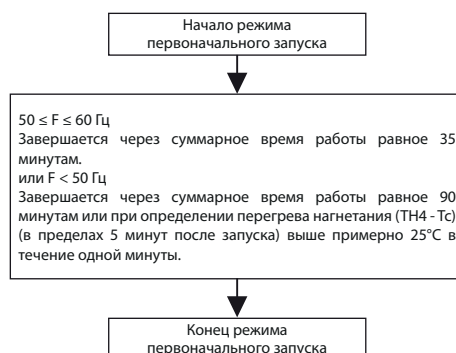 Начало режима
первоначального запуска
50 ≤ F ≤ 60 Гц
Завершается через суммарное время работы равное 35
минутам.
или F < 50 Гц
Завершается через суммарное время работы равное 90
минутам или при определении перегрева нагнетания (TH4 - Tc)
(в пределах 5 минут после запуска) выше примерно 25°C в
течение одной минуты.
Конец режима
первоначального запуска